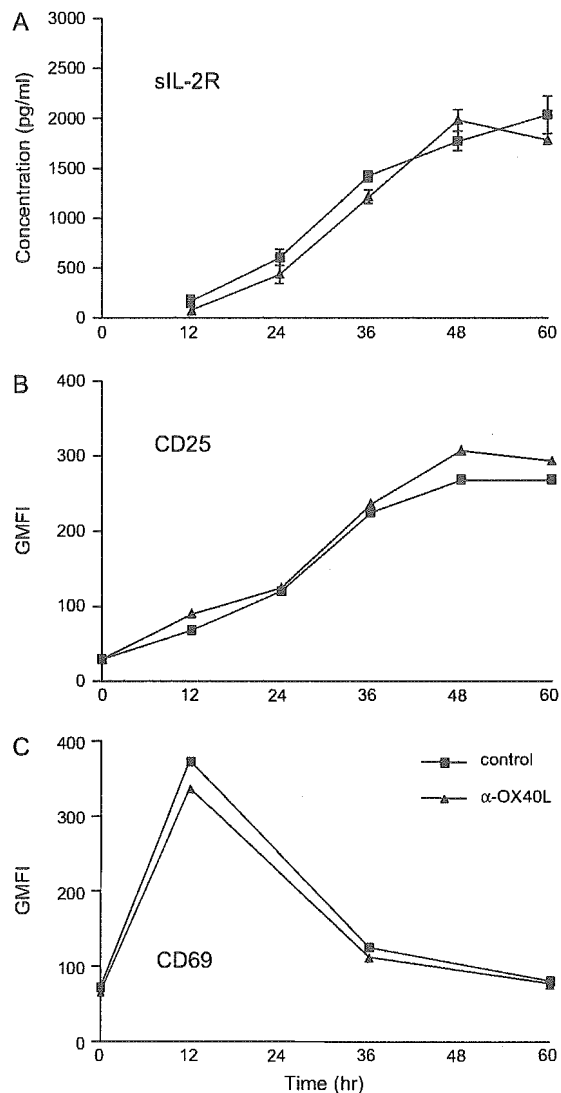 A
sIL-2R
Concentration (pg/ml)
3000
2500
2000
1500
1000
500
0
0 12 24 36 48 60
B
CD25
GMFI
400
300
200
100
0
0 12 24 36 48 60
C
control
α-OX40L
CD69
GMFI
400
300
200
100
0
0 12 24 36 48 60
Time (hr)